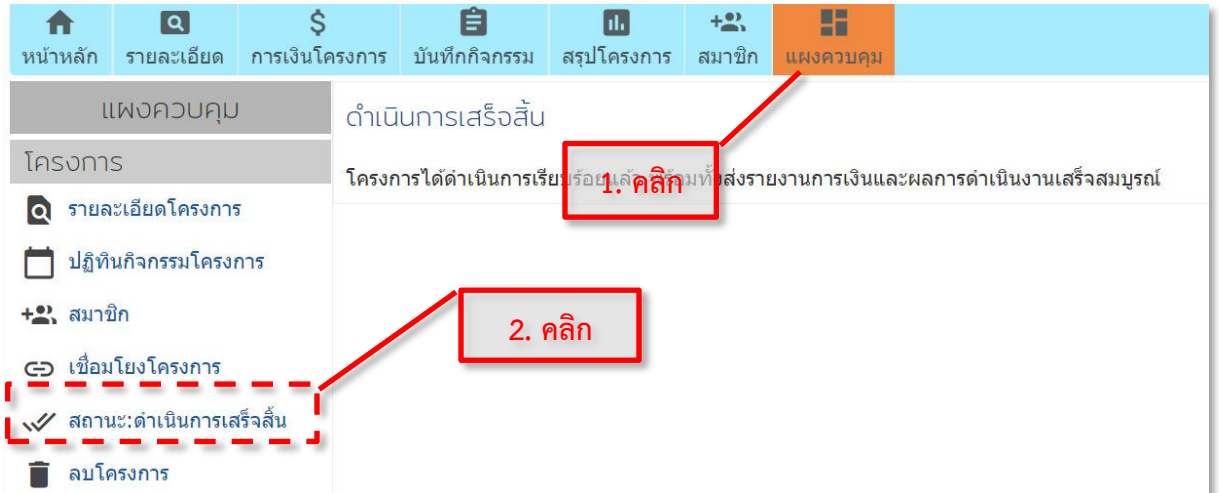 หน้าหลัก รายละเอียด การเงินโครงการ บันทึกกิจกรรม สรุปโครงการ สมาชิก แผงควบคุม
แผงควบคุม
โครงการ
รายละเอียดโครงการ
ปฏิทินกิจกรรมโครงการ
สมาชิก
เชื่อมโยงโครงการ
สถานะ:ดำเนินการเสร็จสิ้น
ลบโครงการ
ดำเนินการเสร็จสิ้น
โครงการได้ดำเนินการเรียบร้อยแล้ว พร้อมทั้งส่งรายงานการเงินและผลการดำเนินงานเสร็จสมบูรณ์
1. คลิก
2. คลิก